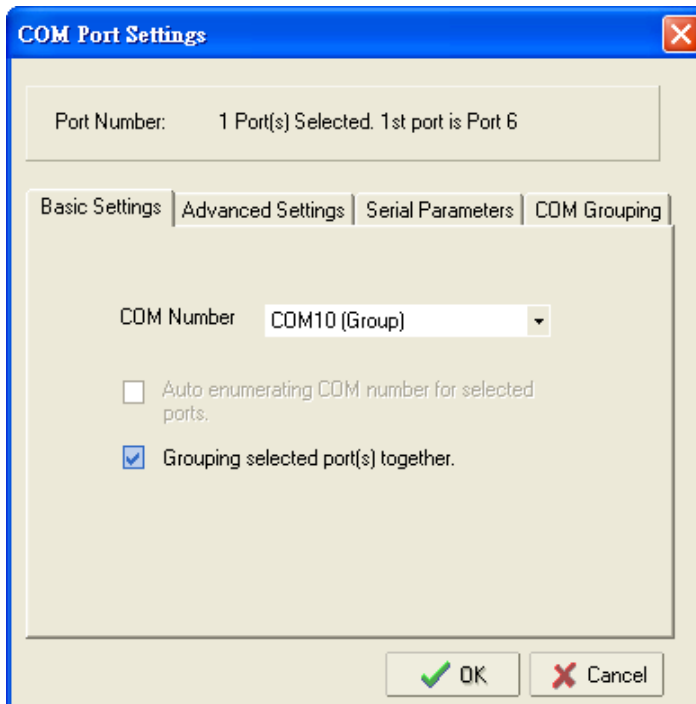 COM Port Settings
Port Number: 1 Port(s) Selected. 1st port is Port 6
Basic Settings Advanced Settings Serial Parameters COM Grouping
COM Number COM10 (Group)
Auto enumerating COM number for selected
ports.
Grouping selected port(s) together.
OK Cancel